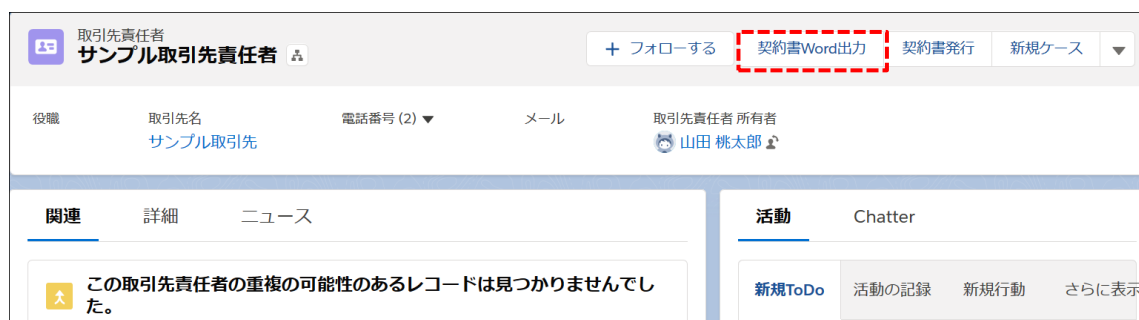 取引先責任者
サンプル取引先責任者
+ フォローする 契約書Word出力 契約書発行 新規ケース
役職 取引先名 電話番号 (2) メール 取引先責任者 所有者
サンプル取引先 山田 桃太郎
関連 詳細 ニュース
活動 Chatter
この取引先責任者の重複の可能性のあるレコードは見つかりませんでし
た。
新規ToDo 活動の記録 新規行動 さらに表示